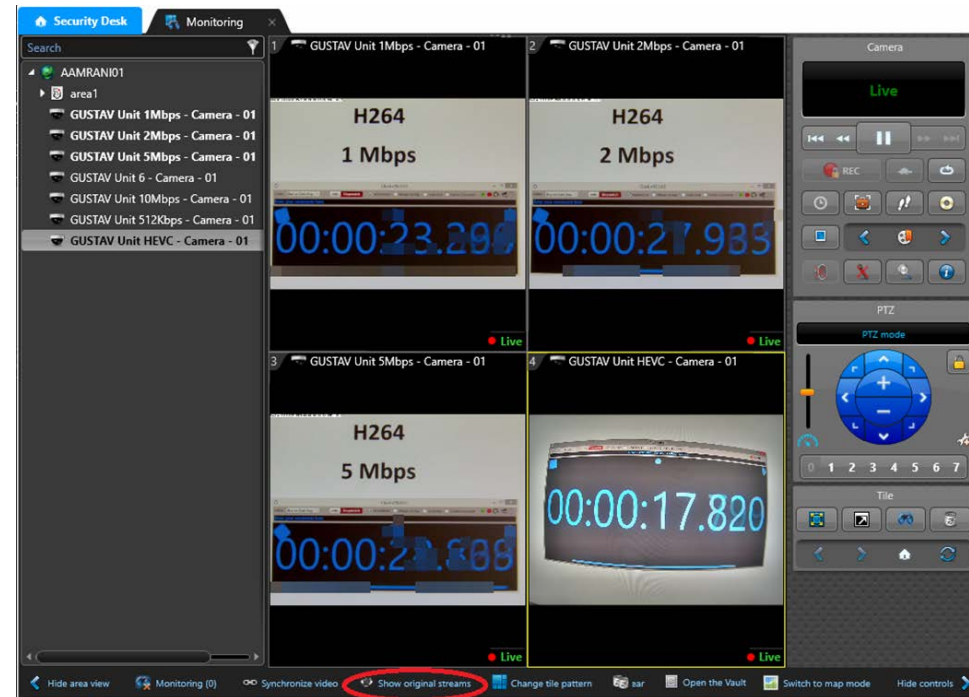 Security Desk
Monitoring
Search
AAMRANI01
area1
GUSTAV Unit 1Mbps - Camera - 01
GUSTAV Unit 2Mbps - Camera - 01
GUSTAV Unit 5Mbps - Camera - 01
GUSTAV Unit 6 - Camera - 01
GUSTAV Unit 10Mbps - Camera - 01
GUSTAV Unit 512Kbps - Camera - 01
GUSTAV Unit HEVC - Camera - 01
1 GUSTAV Unit 1Mbps - Camera - 01
H264
1 Mbps
Live
2 GUSTAV Unit 2Mbps - Camera - 01
H264
2 Mbps
Live
3 GUSTAV Unit 5Mbps - Camera - 01
H264
5 Mbps
Live
4 GUSTAV Unit HEVC - Camera - 01
00:00:17.820
Live
Camera
Live
REC
PTZ
PTZ mode
0 1 2 3 4 5 6 7
Tile
Hide area view
Monitoring (0)
Synchronize video
Show original streams
Change tile pattern
Open the Vault
Switch to map mode
Hide controls